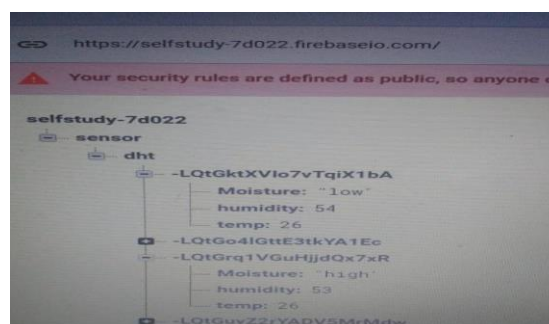 https://selfstudy-7d022.firebaseio.com/
Your security rules are defined as public, so anyone
selfstudy-7d022
sensor
dht
-LQtGktXVIo7vTqiX1bA
Moisture: "low"
humidity: 54
temp: 26
-LQtGo4lGttE3tkYA1Ec
-LQtGrq1VGuHjjdQx7xR
Moisture: "high"
humidity: 53
temp: 26